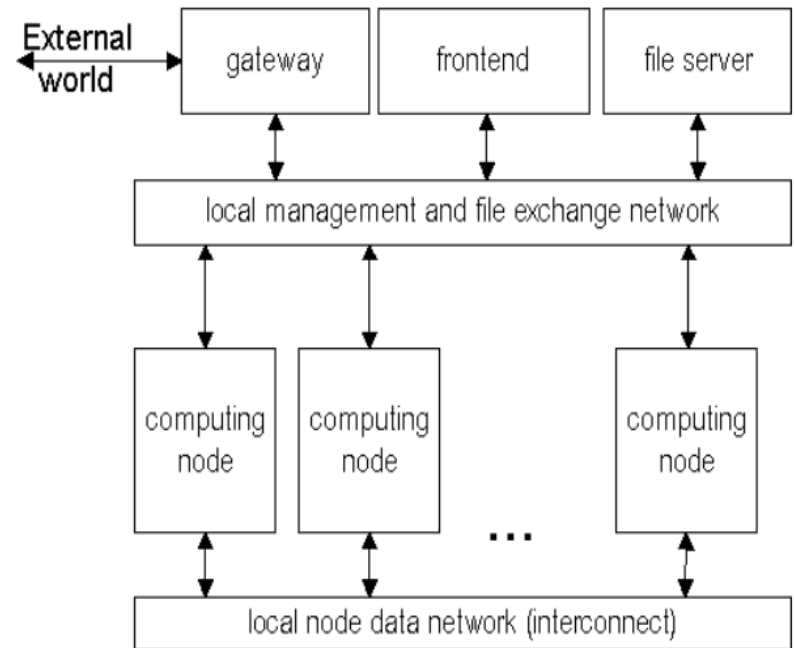 External
world
gateway
frontend
file server
local management and file exchange network
computing
node
computing
node
computing
node
...
local node data network (interconnect)